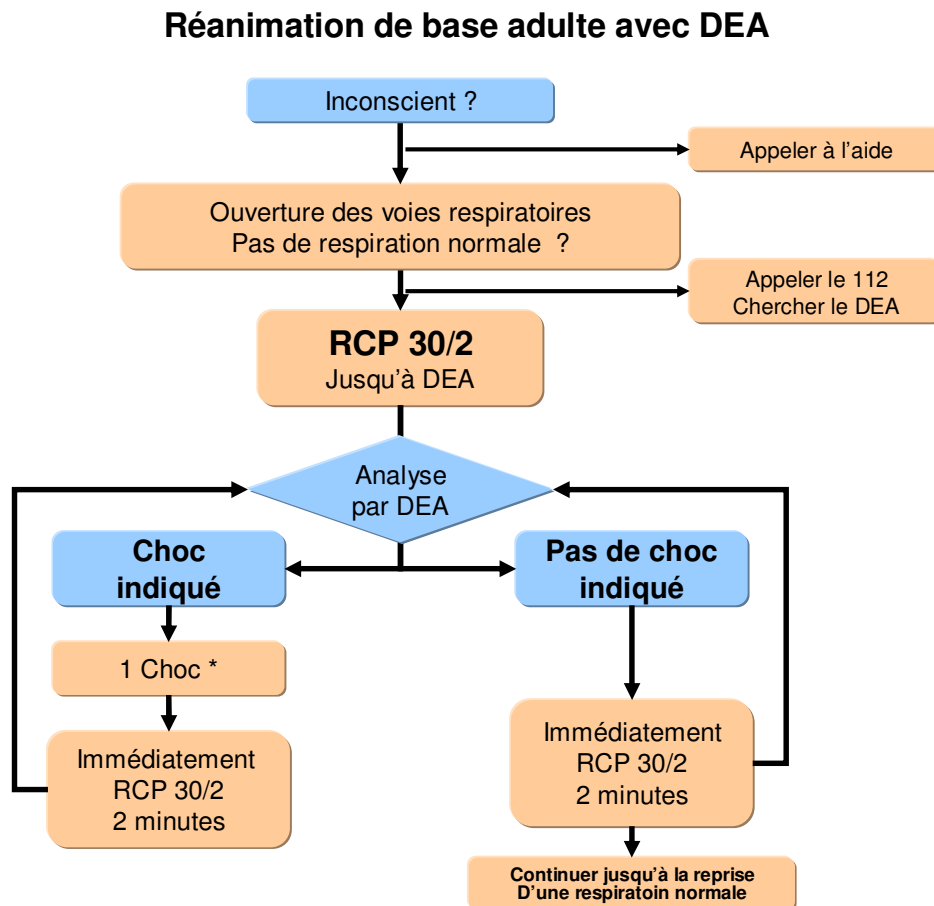 Réanimation de base adulte avec DEA
Inconscient ?
Appeler à l'aide
Ouverture des voies respiratoires
Pas de respiration normale ?
Appeler le 112
Chercher le DEA
RCP 30/2
Jusqu'à DEA
Analyse
par DEA
Choc
indiqué
Pas de choc
indiqué
1 Choc *
Immédiatement
RCP 30/2
2 minutes
Immédiatement
RCP 30/2
2 minutes
Continuer jusqu'à la reprise
D'une respiratoin normale